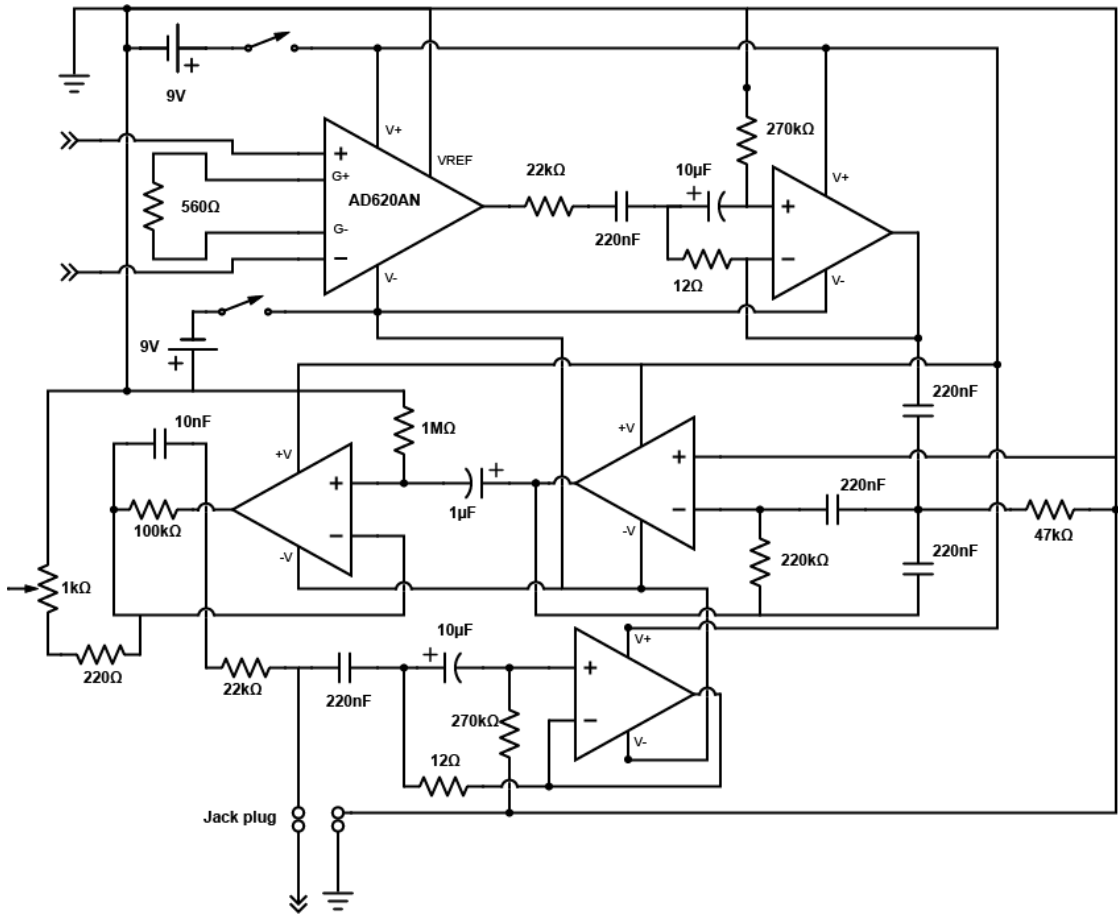 +
9V
V+
VREF
270kΩ
+
G+
22kΩ
10µF
+
V+
560Ω
AD620AN
+
G-
220nF
−
12Ω
−
V-
V-
9V
+
10nF
1MΩ
220nF
+V
+V
+
+
+
220nF
1µF
−
100kΩ
−
47kΩ
-V
220nF
-V
220kΩ
1kΩ
10µF
V+
220Ω
+
+
22kΩ
220nF
270kΩ
−
V-
12Ω
Jack plug